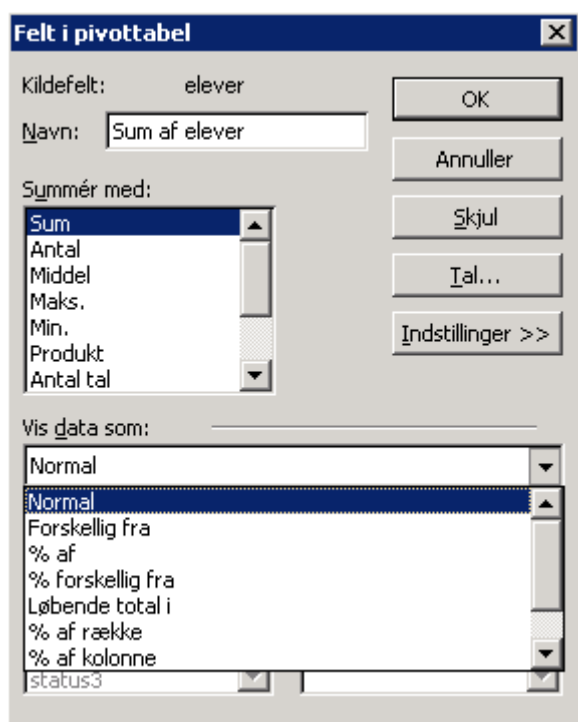 Felt i pivottabel
Kildefelt: elever
Navn: Sum af elever
Summér med:
Sum
Antal
Middel
Maks.
Min.
Produkt
Antal tal
OK
Annuller
Skjul
Tal...
Indstillinger >>
Vis data som:
Normal
Normal
Forskellig fra
% af
% forskellig fra
Løbende total i
% af række
% af kolonne
status3